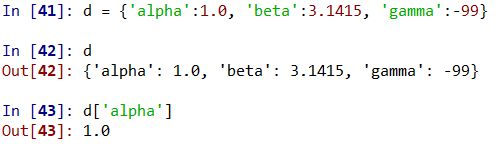 In [41]: d = {'alpha':1.0, 'beta':3.1415, 'gamma':-99}
In [42]: d
Out[42]: {'alpha': 1.0, 'beta': 3.1415, 'gamma': -99}
In [43]: d['alpha']
Out[43]: 1.0